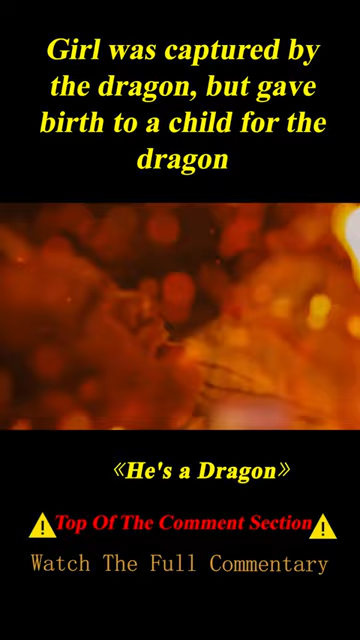 Girl was captured by
the dragon, but gave
birth to a child for the
dragon
《He's a Dragon》
Top Of The Comment Section
Watch The Full Commentary